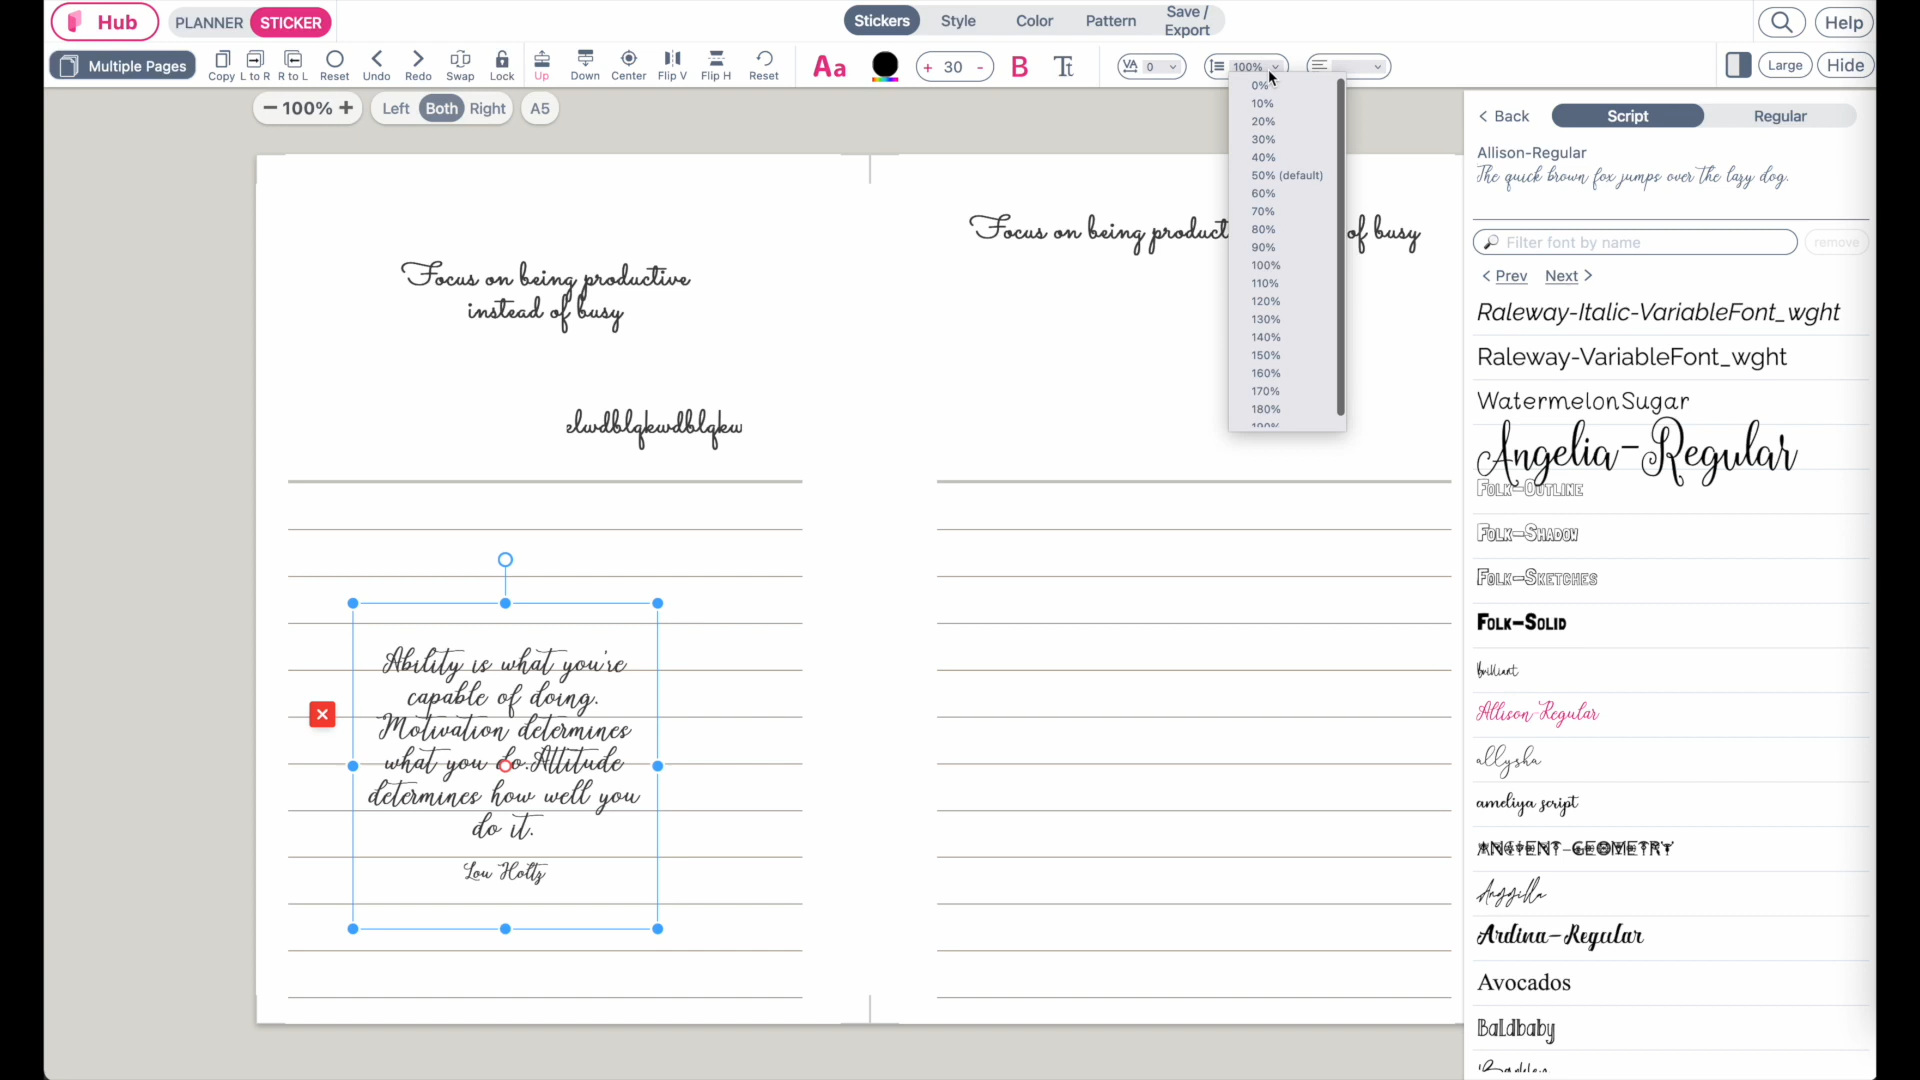 Hub
PLANNER
STICKER
Stickers
Style
Color
Pattern
Save /
Export
Help
Multiple Pages
Copy
L to R
R to L
Reset
Undo
Redo
Swap
Lock
Up
Down
Center
Flip V
Flip H
Reset
Aa
+ 30 -
B
Tt
VA 0
100%
Large
Hide
− 100% +
Left
Both
Right
A5
0%
10%
20%
30%
40%
50% (default)
60%
70%
80%
90%
100%
110%
120%
130%
140%
150%
160%
170%
180%
190%
Focus on being productive
instead of busy
Focus on being product
of busy
elwdblqkwdblqkw
Ability is what you're
capable of doing.
Motivation determines
what you do.Attitude
determines how well you
do it.
Lou Holtz
Back
Script
Regular
Allison-Regular
The quick brown fox jumps over the lazy dog.
Filter font by name
remove
< Prev
Next >
Raleway-Italic-VariableFont_wght
Raleway-VariableFont_wght
WatermelonSugar
Angelia-Regular
Folk-Outline
Folk-Shadow
Folk-Sketches
Folk-Solid
Brilliant
Allison-Regular
allysha
ameliya script
ANCIENT-GEOMETRY
Anggilla
Ardina-Regular
Avocados
Baldbaby